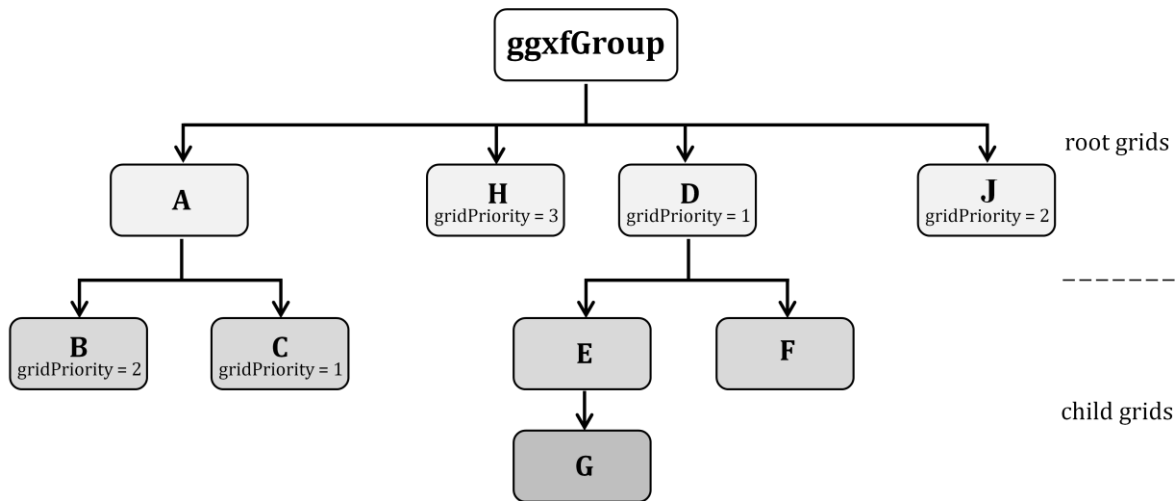 ggxfGroup
root grids
A
H
gridPriority = 3
D
gridPriority = 1
J
gridPriority = 2
B
gridPriority = 2
C
gridPriority = 1
E
F
child grids
G